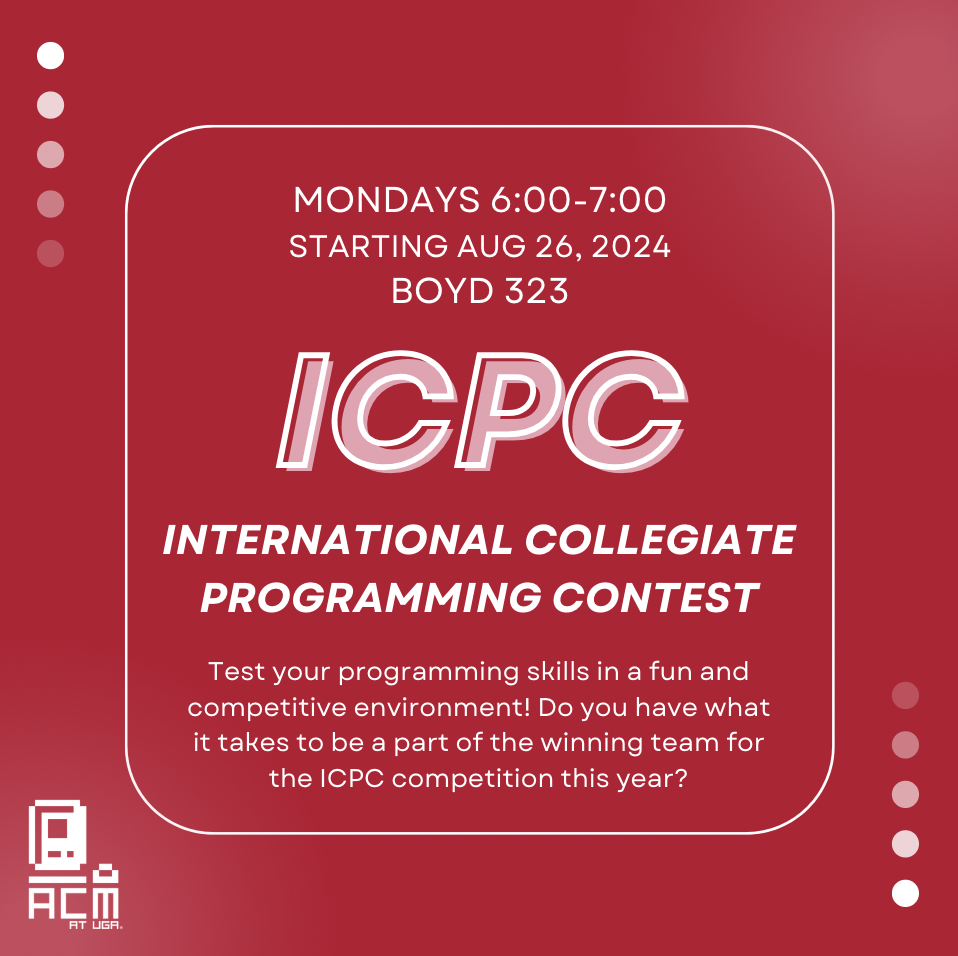 MONDAYS 6:00-7:00
STARTING AUG 26, 2024
BOYD 323
ICPC
INTERNATIONAL COLLEGIATE
PROGRAMMING CONTEST
Test your programming skills in a fun and
competitive environment! Do you have what
it takes to be a part of the winning team for
the ICPC competition this year?
ACM
AT UGA®